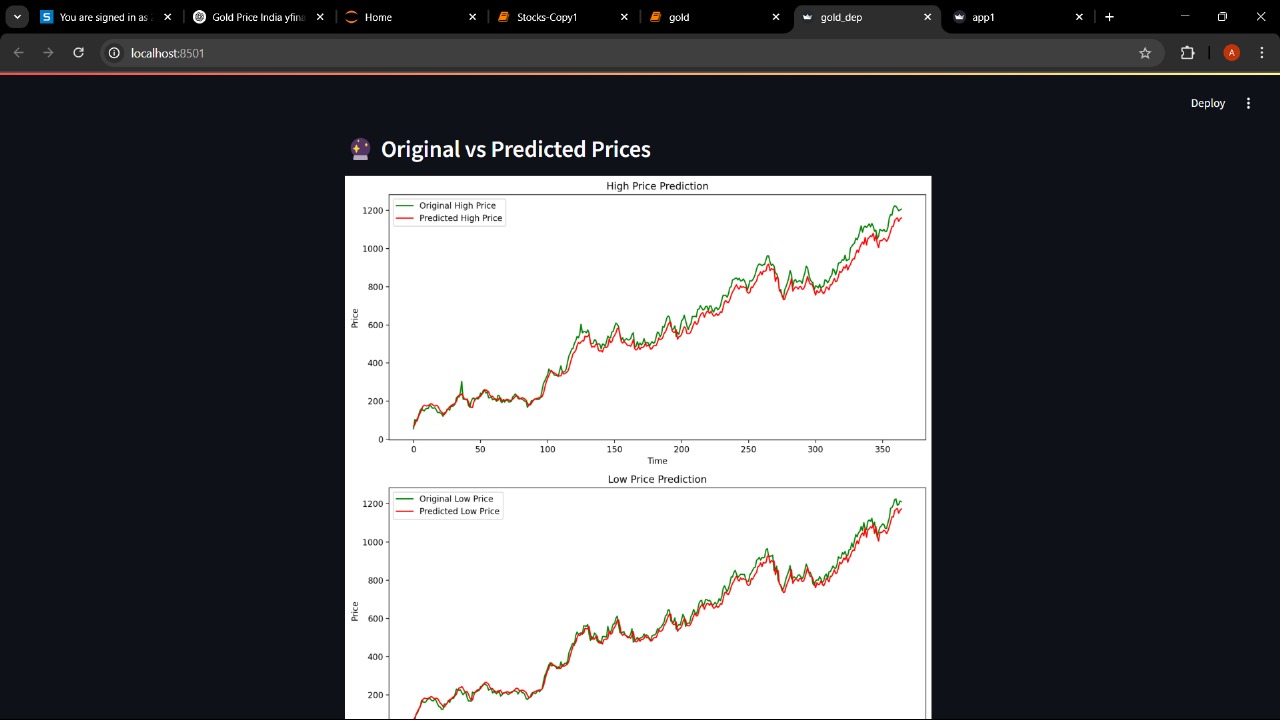 You are signed in as
Gold Price India yfina
Home
Stocks-Copy1
gold
gold_dep
app1
localhost:8501
A
Deploy
Original vs Predicted Prices
High Price Prediction
Original High Price
Predicted High Price
1200
1000
800
600
400
200
0
Price
0 50 100 150 200 250 300 350
Time
Low Price Prediction
Original Low Price
Predicted Low Price
1200
1000
800
600
400
200
Price